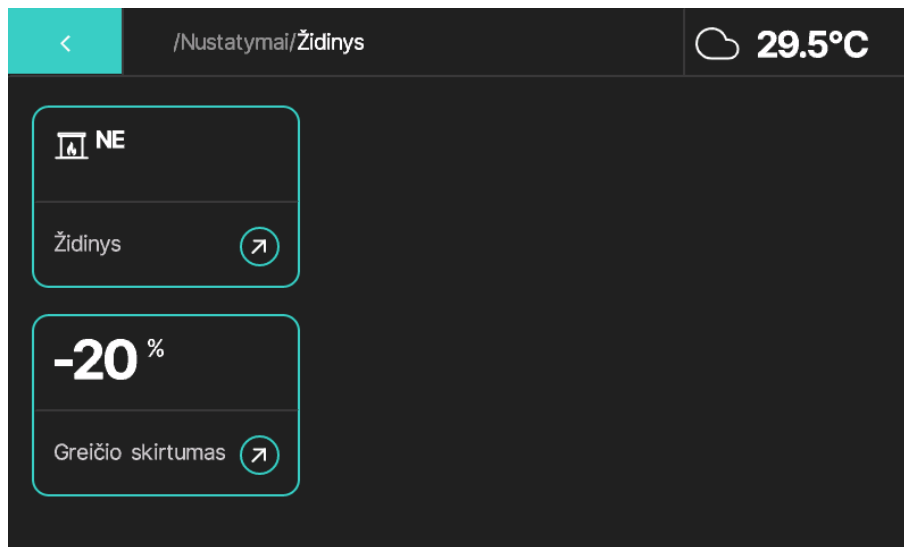 /Nustatymai/Židinys
29.5°C
NE
Židinys
-20 %
Greičio skirtumas